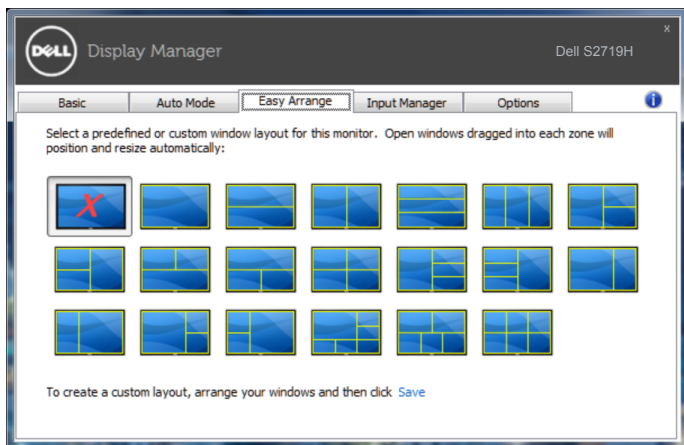 DELL Display Manager
Dell S2719H
x
Basic
Auto Mode
Easy Arrange
Input Manager
Options
i
Select a predefined or custom window layout for this monitor. Open windows dragged into each zone will
position and resize automatically:
X
To create a custom layout, arrange your windows and then click Save